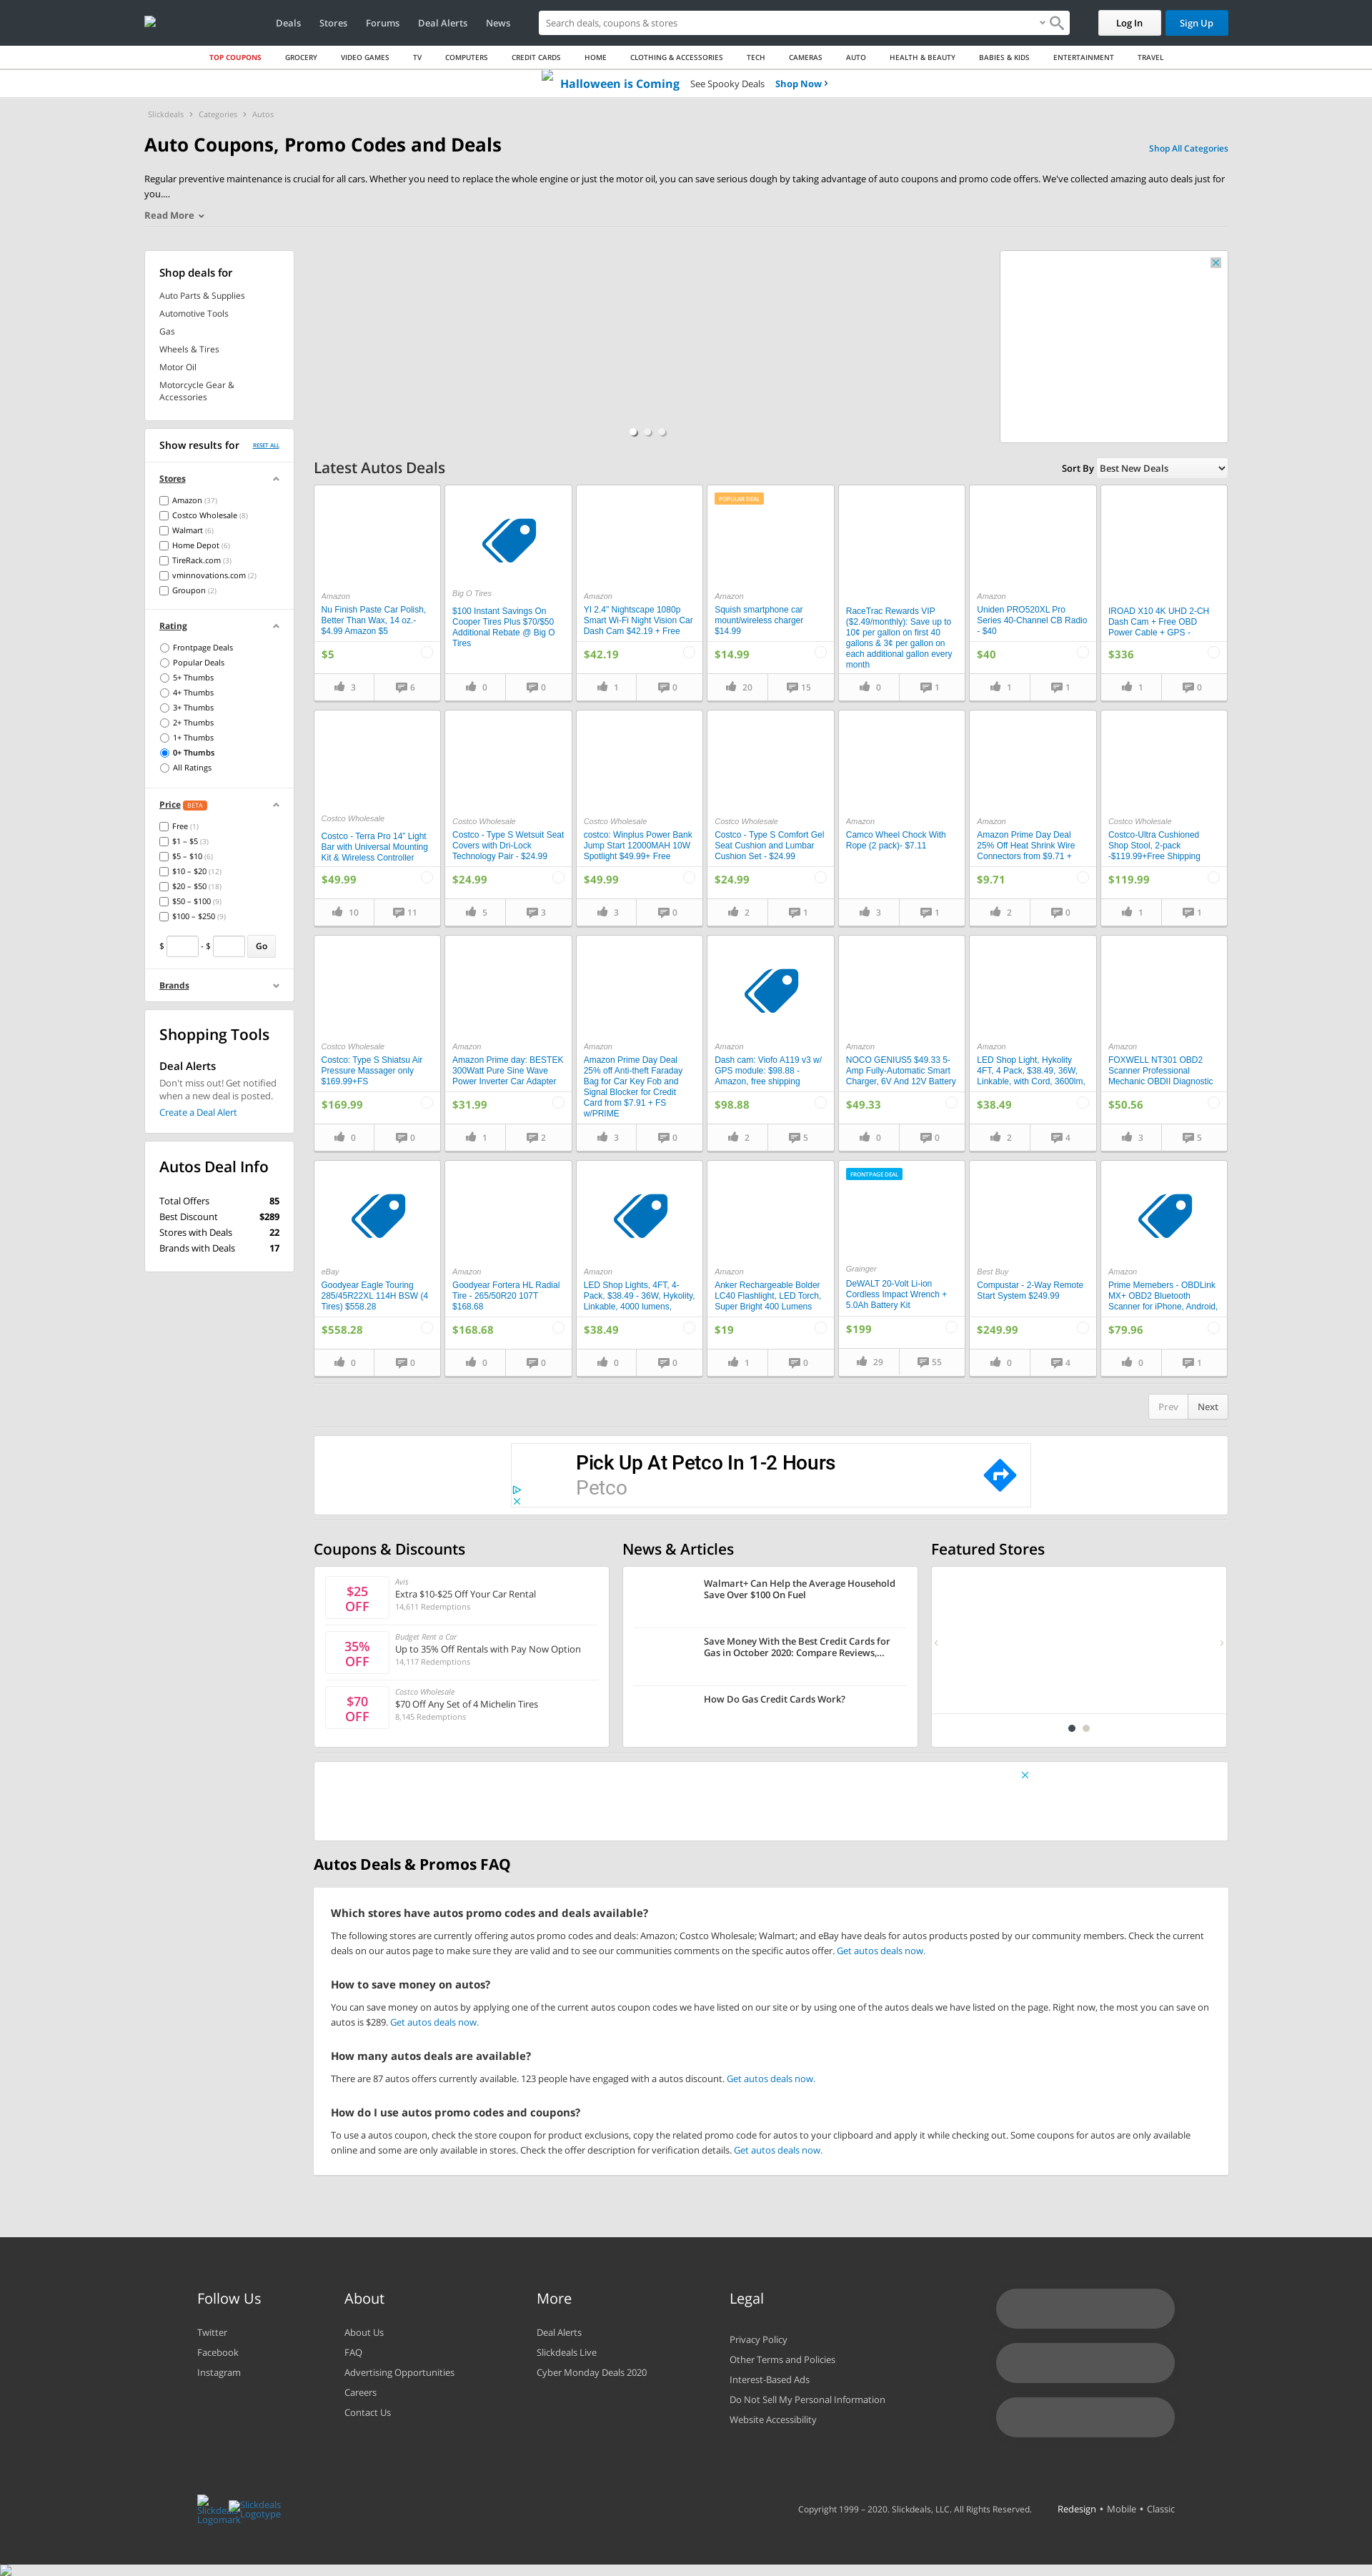 Deals Stores Forums Deal Alerts News Search deals, coupons & stores Log In Sign Up
TOP COUPONS GROCERY VIDEO GAMES TV COMPUTERS CREDIT CARDS HOME CLOTHING & ACCESSORIES TECH CAMERAS AUTO HEALTH & BEAUTY BABIES & KIDS ENTERTAINMENT TRAVEL
Halloween is Coming See Spooky Deals Shop Now
Slickdeals Categories Autos
Auto Coupons, Promo Codes and Deals
Shop All Categories
Regular preventive maintenance is crucial for all cars. Whether you need to replace the whole engine or just the motor oil, you can save serious dough by taking advantage of auto coupons and promo code offers. We've collected amazing auto deals just for
you....
Read More
Shop deals for
Auto Parts & Supplies
Automotive Tools
Gas
Wheels & Tires
Motor Oil
Motorcycle Gear &
Accessories
Show results for RESET ALL
Stores
Amazon (37)
Costco Wholesale (8)
Walmart (6)
Home Depot (6)
TireRack.com (3)
vminnovations.com (2)
Groupon (2)
Rating
Frontpage Deals
Popular Deals
5+ Thumbs
4+ Thumbs
3+ Thumbs
2+ Thumbs
1+ Thumbs
0+ Thumbs
All Ratings
Price BETA
Free (1)
$1 – $5 (3)
$5 – $10 (6)
$10 – $20 (12)
$20 – $50 (18)
$50 – $100 (9)
$100 – $250 (9)
$ - $ Go
Brands
Shopping Tools
Deal Alerts
Don't miss out! Get notified
when a new deal is posted.
Create a Deal Alert
Autos Deal Info
Total Offers 85
Best Discount $289
Stores with Deals 22
Brands with Deals 17
Latest Autos Deals
Sort By Best New Deals
Amazon
Nu Finish Paste Car Polish,
Better Than Wax, 14 oz.-
$4.99 Amazon $5
$5
3 6
Big O Tires
$100 Instant Savings On
Cooper Tires Plus $70/$50
Additional Rebate @ Big O
Tires
0 0
Amazon
YI 2.4" Nightscape 1080p
Smart Wi-Fi Night Vision Car
Dash Cam $42.19 + Free
$42.19
1 0
POPULAR DEAL
Amazon
Squish smartphone car
mount/wireless charger
$14.99
$14.99
20 15
RaceTrac Rewards VIP
($2.49/monthly): Save up to
10¢ per gallon on first 40
gallons & 3¢ per gallon on
each additional gallon every
month
0 1
Amazon
Uniden PRO520XL Pro
Series 40-Channel CB Radio
- $40
$40
1 1
IROAD X10 4K UHD 2-CH
Dash Cam + Free OBD
Power Cable + GPS -
$336
1 0
Costco Wholesale
Costco - Terra Pro 14" Light
Bar with Universal Mounting
Kit & Wireless Controller
$49.99
10 11
Costco Wholesale
Costco - Type S Wetsuit Seat
Covers with Dri-Lock
Technology Pair - $24.99
$24.99
5 3
Costco Wholesale
costco: Winplus Power Bank
Jump Start 12000MAH 10W
Spotlight $49.99+ Free
$49.99
3 0
Costco Wholesale
Costco - Type S Comfort Gel
Seat Cushion and Lumbar
Cushion Set - $24.99
$24.99
2 1
Amazon
Camco Wheel Chock With
Rope (2 pack)- $7.11
3 1
Amazon
Amazon Prime Day Deal
25% Off Heat Shrink Wire
Connectors from $9.71 +
$9.71
2 0
Costco Wholesale
Costco-Ultra Cushioned
Shop Stool, 2-pack
-$119.99+Free Shipping
$119.99
1 1
Costco Wholesale
Costco: Type S Shiatsu Air
Pressure Massager only
$169.99+FS
$169.99
0 0
Amazon
Amazon Prime day: BESTEK
300Watt Pure Sine Wave
Power Inverter Car Adapter
$31.99
1 2
Amazon
Amazon Prime Day Deal
25% off Anti-theft Faraday
Bag for Car Key Fob and
Signal Blocker for Credit
Card from $7.91 + FS
w/PRIME
3 0
Amazon
Dash cam: Viofo A119 v3 w/
GPS module: $98.88 -
Amazon, free shipping
$98.88
2 5
Amazon
NOCO GENIUS5 $49.33 5-
Amp Fully-Automatic Smart
Charger, 6V And 12V Battery
$49.33
0 0
Amazon
LED Shop Light, Hykolity
4FT, 4 Pack, $38.49, 36W,
Linkable, with Cord, 3600lm,
$38.49
2 4
Amazon
FOXWELL NT301 OBD2
Scanner Professional
Mechanic OBDII Diagnostic
$50.56
3 5
eBay
Goodyear Eagle Touring
285/45R22XL 114H BSW (4
Tires) $558.28
$558.28
0 0
Amazon
Goodyear Fortera HL Radial
Tire - 265/50R20 107T
$168.68
$168.68
0 0
Amazon
LED Shop Lights, 4FT, 4-
Pack, $38.49 - 36W, Hykolity,
Linkable, 4000 lumens,
$38.49
0 0
Amazon
Anker Rechargeable Bolder
LC40 Flashlight, LED Torch,
Super Bright 400 Lumens
$19
1 0
FRONTPAGE DEAL
Grainger
DeWALT 20-Volt Li-ion
Cordless Impact Wrench +
5.0Ah Battery Kit
$199
29 55
Best Buy
Compustar - 2-Way Remote
Start System $249.99
$249.99
0 4
Amazon
Prime Memebers - OBDLink
MX+ OBD2 Bluetooth
Scanner for iPhone, Android,
$79.96
0 1
Prev Next
Pick Up At Petco In 1-2 Hours
Petco
Coupons & Discounts
$25
OFF
Avis
Extra $10-$25 Off Your Car Rental
14,611 Redemptions
35%
OFF
Budget Rent a Car
Up to 35% Off Rentals with Pay Now Option
14,117 Redemptions
$70
OFF
Costco Wholesale
$70 Off Any Set of 4 Michelin Tires
8,145 Redemptions
News & Articles
Walmart+ Can Help the Average Household
Save Over $100 On Fuel
Save Money With the Best Credit Cards for
Gas in October 2020: Compare Reviews,...
How Do Gas Credit Cards Work?
Featured Stores
Autos Deals & Promos FAQ
Which stores have autos promo codes and deals available?
The following stores are currently offering autos promo codes and deals: Amazon; Costco Wholesale; Walmart; and eBay have deals for autos products posted by our community members. Check the current
deals on our autos page to make sure they are valid and to see our communities comments on the specific autos offer. Get autos deals now.
How to save money on autos?
You can save money on autos by applying one of the current autos coupon codes we have listed on our site or by using one of the autos deals we have listed on the page. Right now, the most you can save on
autos is $289. Get autos deals now.
How many autos deals are available?
There are 87 autos offers currently available. 123 people have engaged with a autos discount. Get autos deals now.
How do I use autos promo codes and coupons?
To use a autos coupon, check the store coupon for product exclusions, copy the related promo code for autos to your clipboard and apply it while checking out. Some coupons for autos are only available
online and some are only available in stores. Check the offer description for verification details. Get autos deals now.
Follow Us
Twitter
Facebook
Instagram
About
About Us
FAQ
Advertising Opportunities
Careers
Contact Us
More
Deal Alerts
Slickdeals Live
Cyber Monday Deals 2020
Legal
Privacy Policy
Other Terms and Policies
Interest-Based Ads
Do Not Sell My Personal Information
Website Accessibility
Slickdeals
Logomark
Slickdeals
Logotype
Copyright 1999 – 2020. Slickdeals, LLC. All Rights Reserved. Redesign • Mobile • Classic